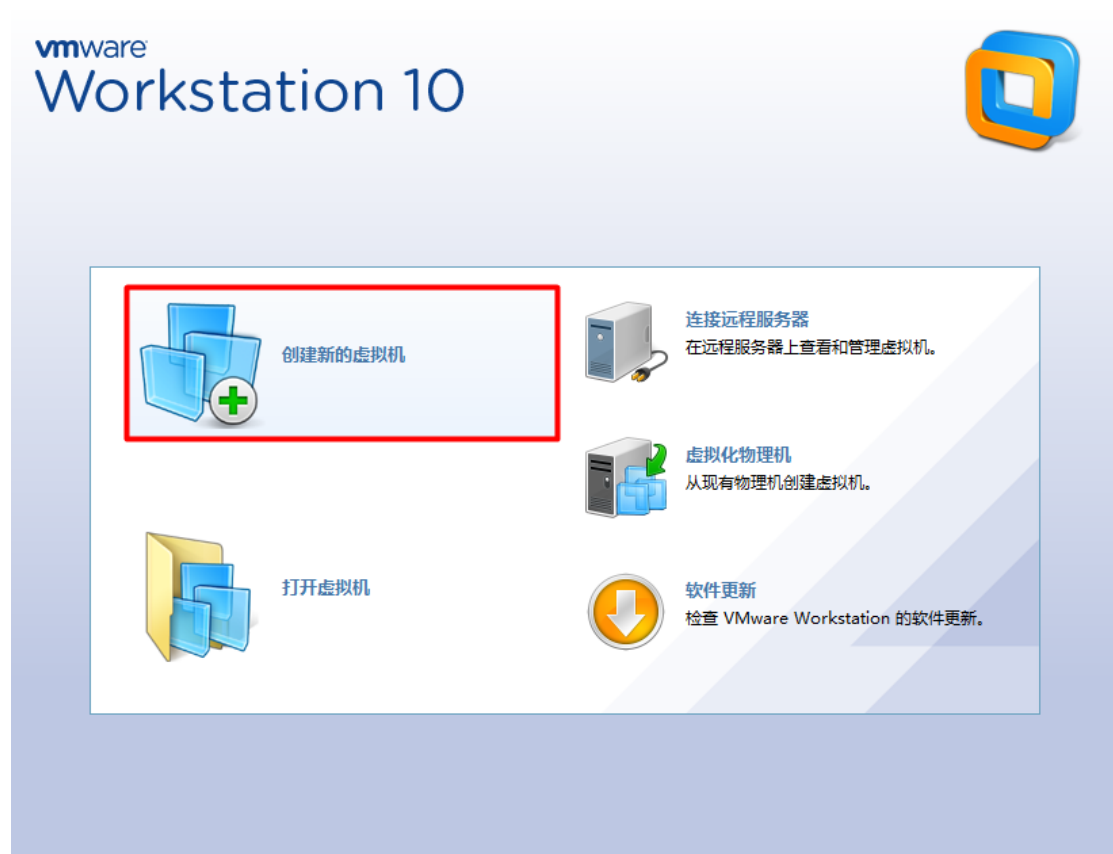 vmware
Workstation 10
创建新的虚拟机
连接远程服务器
在远程服务器上查看和管理虚拟机。
虚拟化物理机
从现有物理机创建虚拟机。
打开虚拟机
软件更新
检查 VMware Workstation 的软件更新。